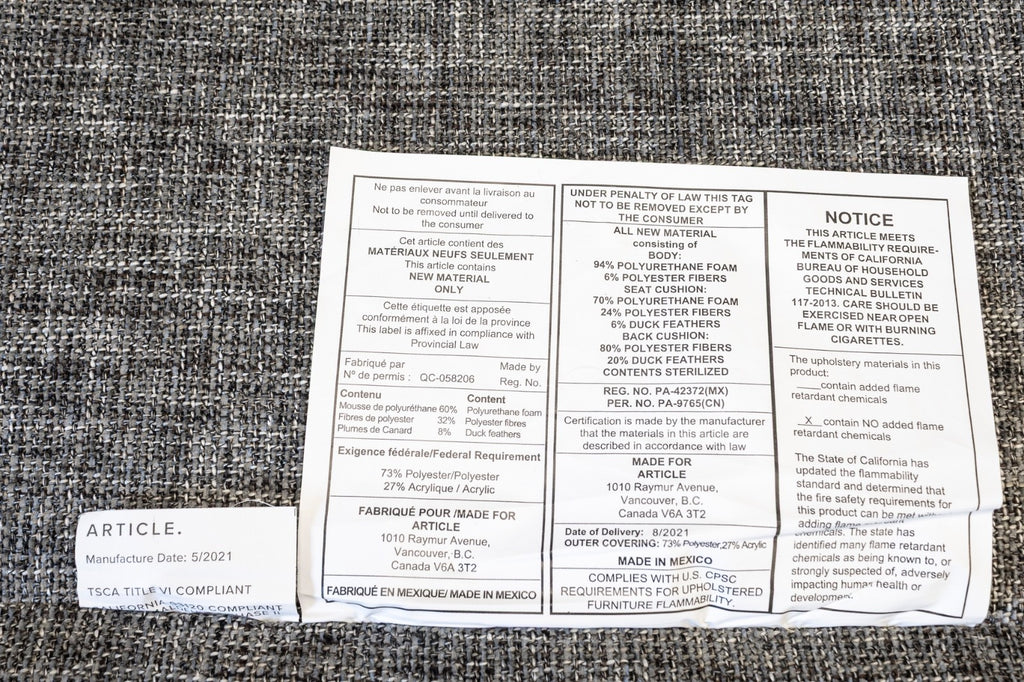 Ne pas enlever avant la livraison au
consommateur
Not to be removed until delivered to
the consumer
Cet article contient des
MATÉRIAUX NEUFS SEULEMENT
This article contains
NEW MATERIAL
ONLY
Cette étiquette est apposée
conformément à la loi de la province
This label is affixed in compliance with
Provincial Law
Fabriqué par Made by
Nº de permis : QC-058206 Reg. No.
Contenu Content
Mousse de polyuréthane 60% Polyurethane foam
Fibres de polyester 32% Polyester fibres
Plumes de Canard 8% Duck feathers
Exigence fédérale/Federal Requirement
73% Polyester/Polyester
27% Acrylique / Acrylic
FABRIQUÉ POUR /MADE FOR
ARTICLE
1010 Raymur Avenue,
Vancouver, B.C.
Canada V6A 3T2
FABRIQUÉ EN MEXIQUE/ MADE IN MEXICO
UNDER PENALTY OF LAW THIS TAG
NOT TO BE REMOVED EXCEPT BY
THE CONSUMER
ALL NEW MATERIAL
consisting of
BODY:
94% POLYURETHANE FOAM
6% POLYESTER FIBERS
SEAT CUSHION:
70% POLYURETHANE FOAM
24% POLYESTER FIBERS
6% DUCK FEATHERS
BACK CUSHION:
80% POLYESTER FIBERS
20% DUCK FEATHERS
CONTENTS STERILIZED
REG. NO. PA-42372(MX)
PER. NO. PA-9765(CN)
Certification is made by the manufacturer
that the materials in this article are
described in accordance with law
MADE FOR
ARTICLE
1010 Raymur Avenue,
Vancouver, B.C.
Canada V6A 3T2
Date of Delivery: 8/2021
OUTER COVERING: 73% Polyester,27% Acrylic
MADE IN MEXICO
COMPLIES WITH U.S. CPSC
REQUIREMENTS FOR UPHOLSTERED
FURNITURE FLAMMABILITY.
NOTICE
THIS ARTICLE MEETS
THE FLAMMABILITY REQUIRE-
MENTS OF CALIFORNIA
BUREAU OF HOUSEHOLD
GOODS AND SERVICES
TECHNICAL BULLETIN
117-2013. CARE SHOULD BE
EXERCISED NEAR OPEN
FLAME OR WITH BURNING
CIGARETTES.
The upholstery materials in this
product:
____contain added flame
retardant chemicals
_X_contain NO added flame
retardant chemicals
The State of California has
updated the flammability
standard and determined that
the fire safety requirements for
this product can be met
adding flame
chemicals. The state has
identified many flame retardant
chemicals as being known to, or
strongly suspected of, adversely
impacting human health or
development.
ARTICLE.
Manufacture Date: 5/2021
TSCA TITLE VI COMPLIANT
COMPLIANT